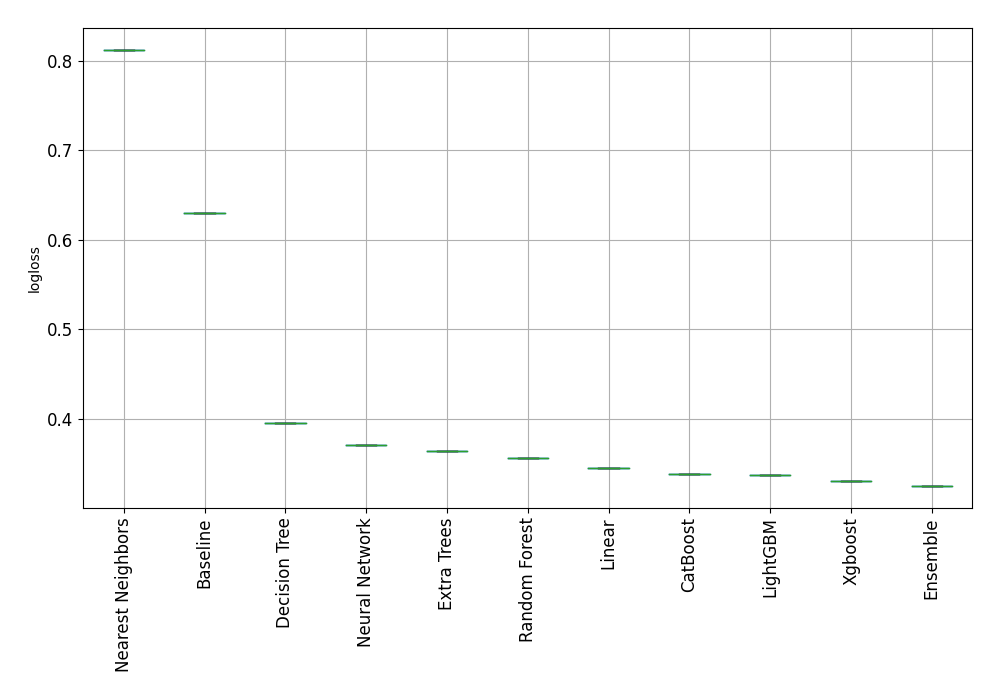 0.8
0.7
0.6
0.5
0.4
logloss
Nearest Neighbors
Baseline
Decision Tree
Neural Network
Extra Trees
Random Forest
Linear
CatBoost
LightGBM
Xgboost
Ensemble